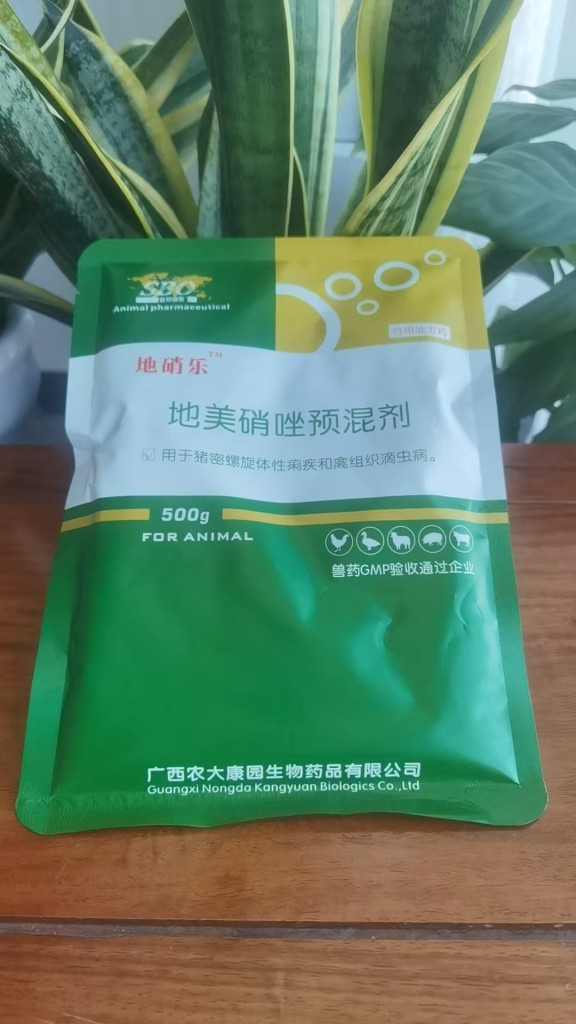 SBO
Animal pharmaceutical
兽用处方药
地硝乐™
地美硝唑预混剂
☑ 用于猪密螺旋体性痢疾和禽组织滴虫病。
500g
FOR ANIMAL
兽药GMP验收通过企业
广西农大康园生物药品有限公司
Guangxi Nongda Kangyuan Biologics Co.,Ltd